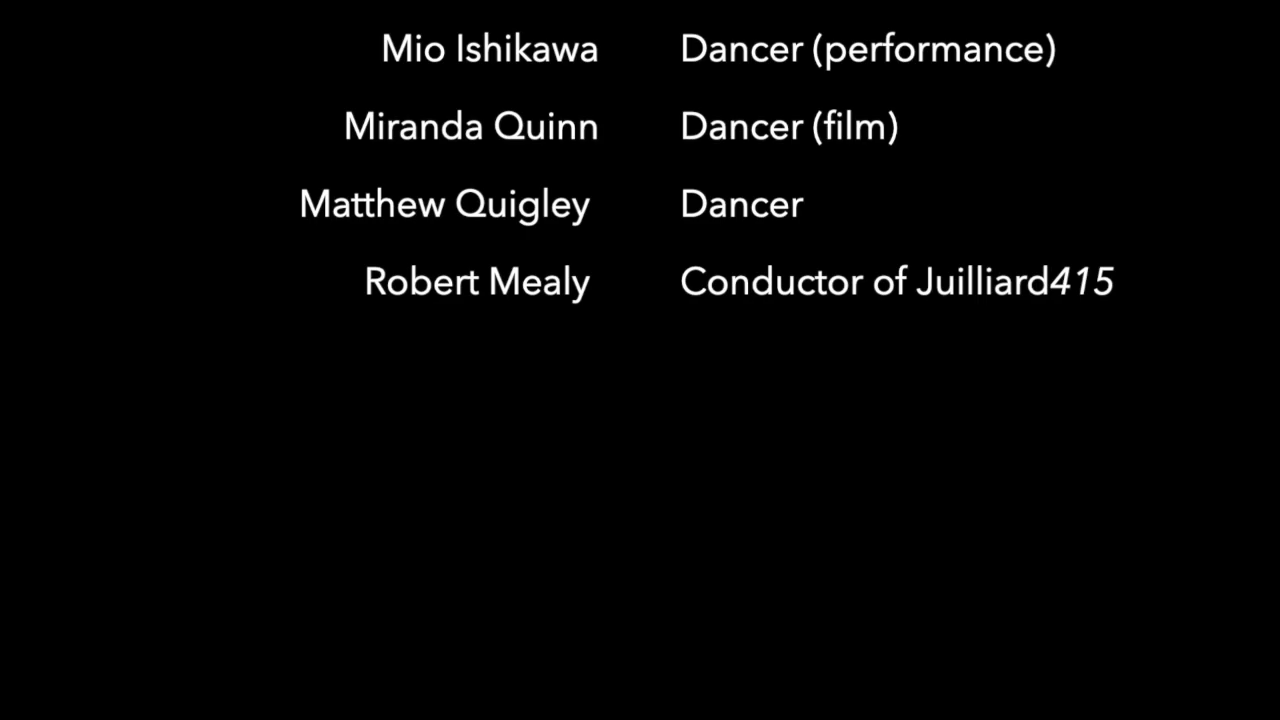 Mio Ishikawa Dancer (performance)
Miranda Quinn Dancer (film)
Matthew Quigley Dancer
Robert Mealy Conductor of Juilliard415